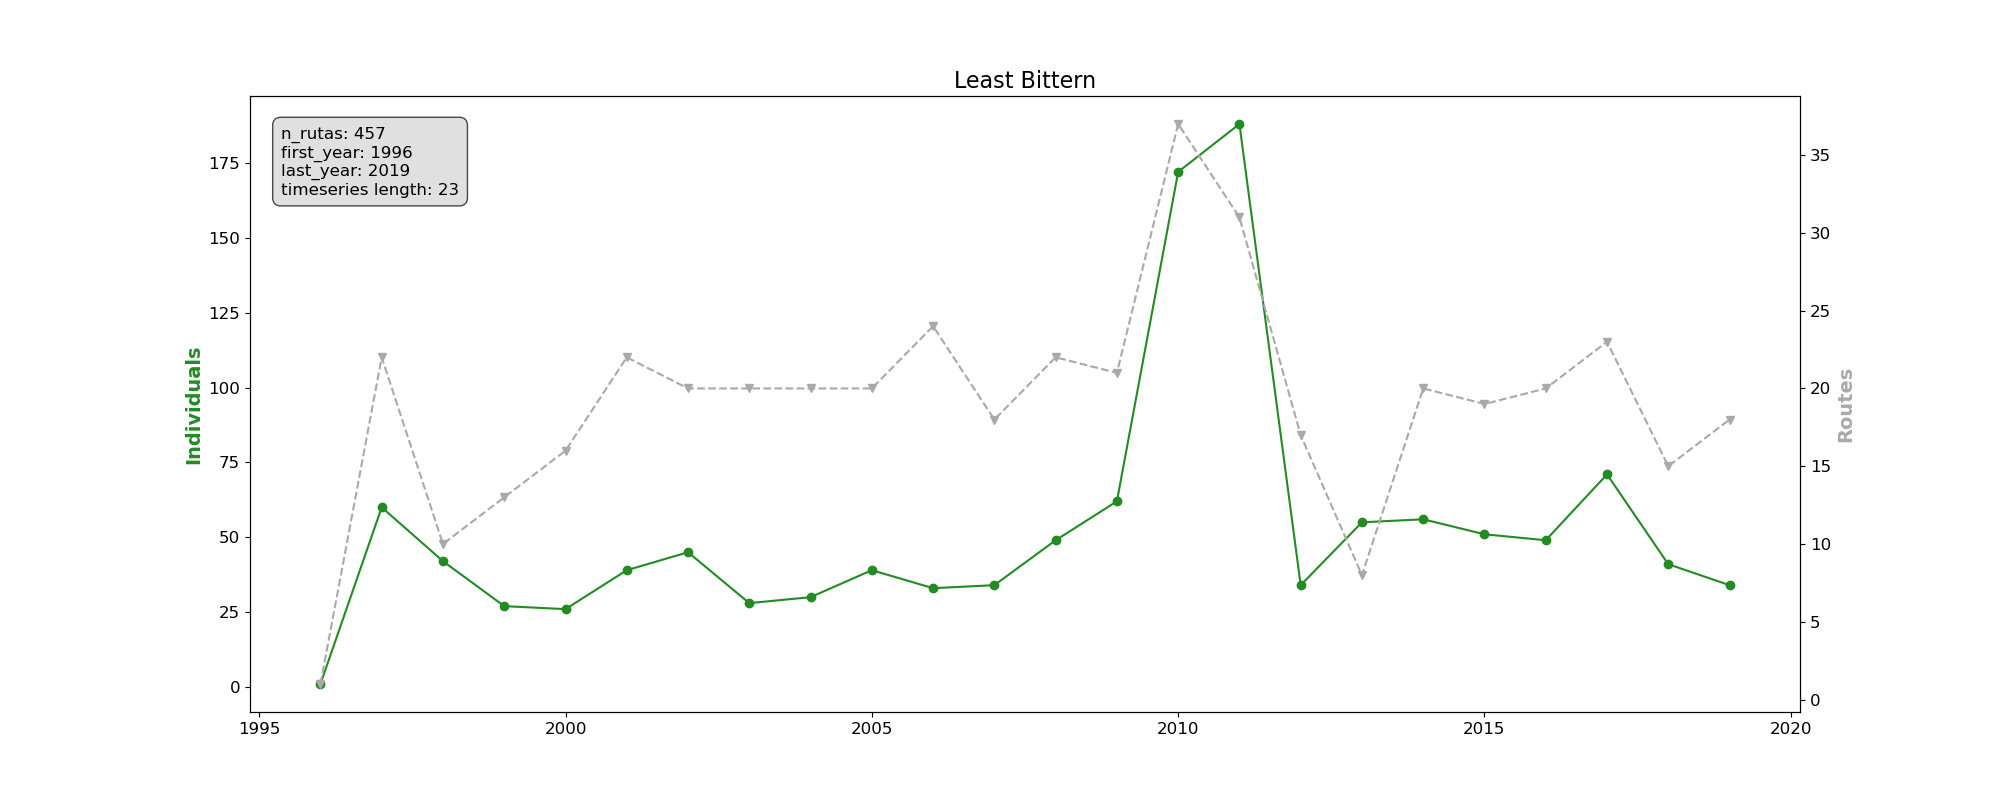 Least Bittern
n_rutas: 457
first_year: 1996
last_year: 2019
timeseries length: 23
175
150
125
100
75
50
25
0
Individuals
35
30
25
20
15
10
5
0
Routes
1995 2000 2005 2010 2015 2020